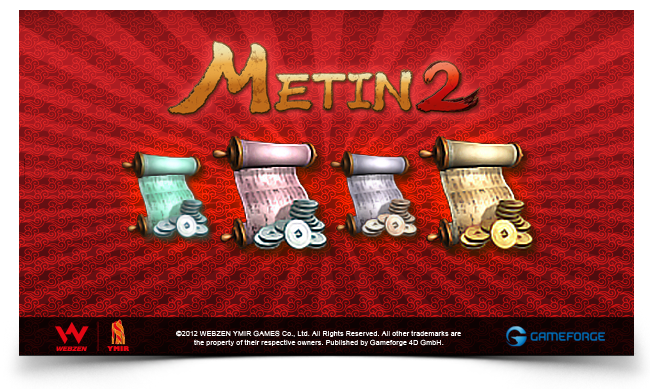 METIN2
©2012 WEBZEN YMIR GAMES Co., Ltd. All Rights Reserved. All other trademarks are
the property of their respective owners. Published by Gameforge 4D GmbH.
WEBZEN
YMIR
GAMEFORGE